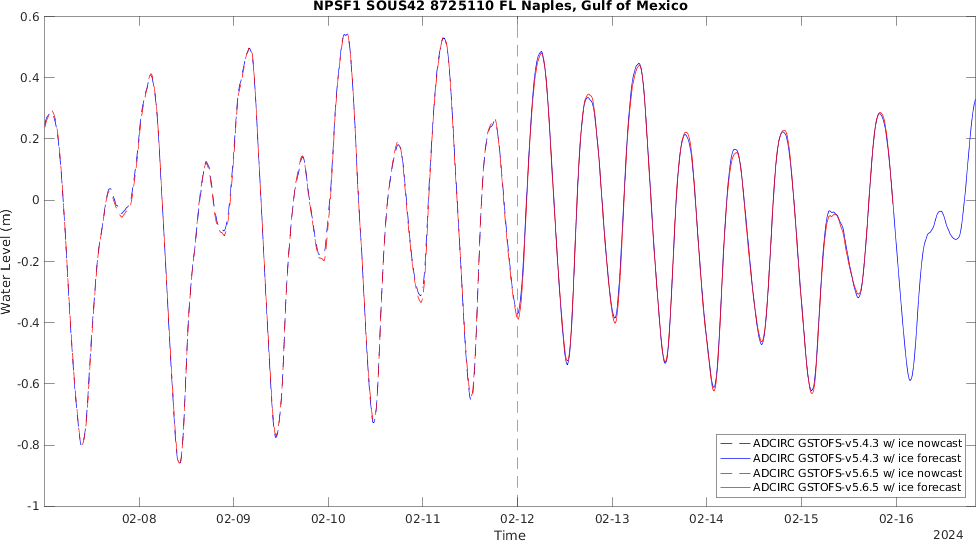 NPSF1 SOUS42 8725110 FL Naples, Gulf of Mexico
0.6
0.4
0.2
0
-0.2
-0.4
-0.6
-0.8
-1
Water Level (m)
ADCIRC GSTOFS-v5.4.3 w/ ice nowcast
ADCIRC GSTOFS-v5.4.3 w/ ice forecast
ADCIRC GSTOFS-v5.6.5 w/ ice nowcast
ADCIRC GSTOFS-v5.6.5 w/ ice forecast
02-08 02-09 02-10 02-11 02-12 02-13 02-14 02-15 02-16
Time
2024